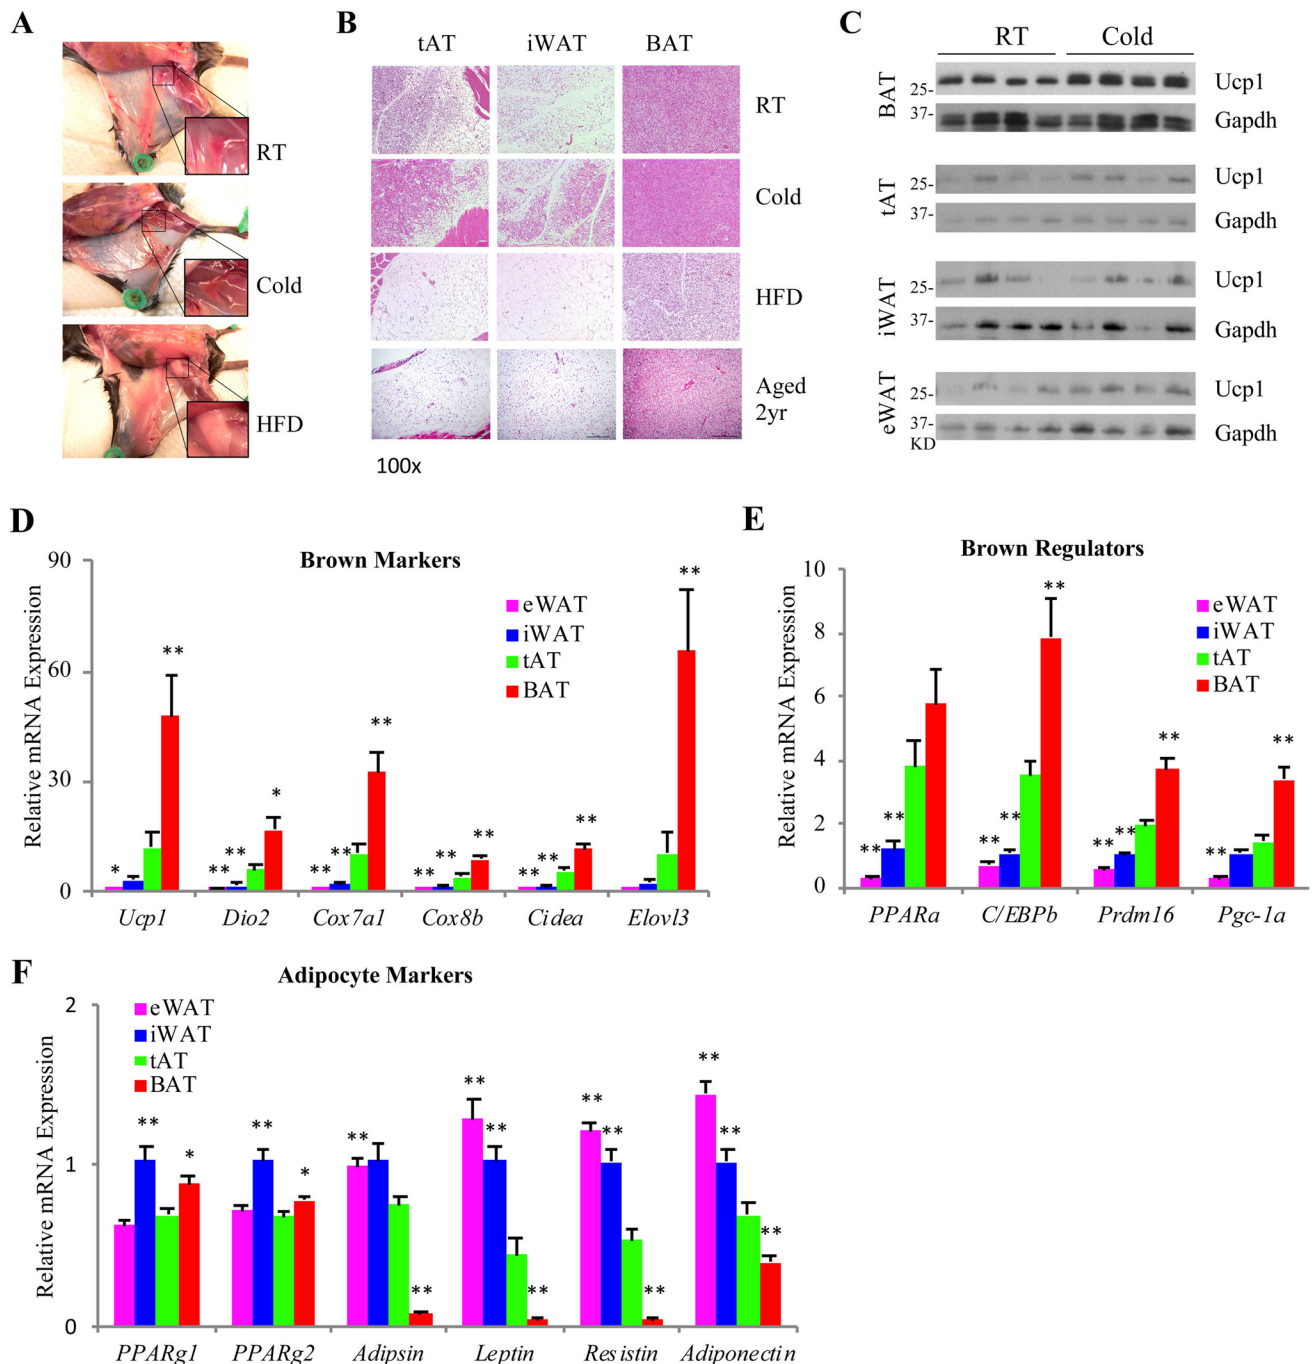 A
RT
Cold
HFD
B
tAT iWAT BAT
RT
Cold
HFD
Aged
2yr
100x
C
RT Cold
BAT
25- Ucp1
37- Gapdh
tAT
25- Ucp1
37- Gapdh
iWAT
25- Ucp1
37- Gapdh
eWAT
25- Ucp1
37- Gapdh
KD
D
Brown Markers
Relative mRNA Expression
90
60
30
0
eWAT
iWAT
tAT
BAT
** * ** ** ** **
* ** ** ** ** ** ** **
Ucp1 Dio2 Cox7a1 Cox8b Cidea Elovl3
E
Brown Regulators
Relative mRNA Expression
10
8
6
4
2
0
eWAT
iWAT
tAT
BAT
** ** **
** ** ** ** ** ** **
PPARa C/EBPb Prdm16 Pgc-1a
F
Adipocyte Markers
Relative mRNA Expression
2
1
0
eWAT
iWAT
tAT
BAT
** * ** * ** ** ** ** ** ** **
** ** ** **
PPARg1 PPARg2 Adipsin Leptin Resistin Adiponectin